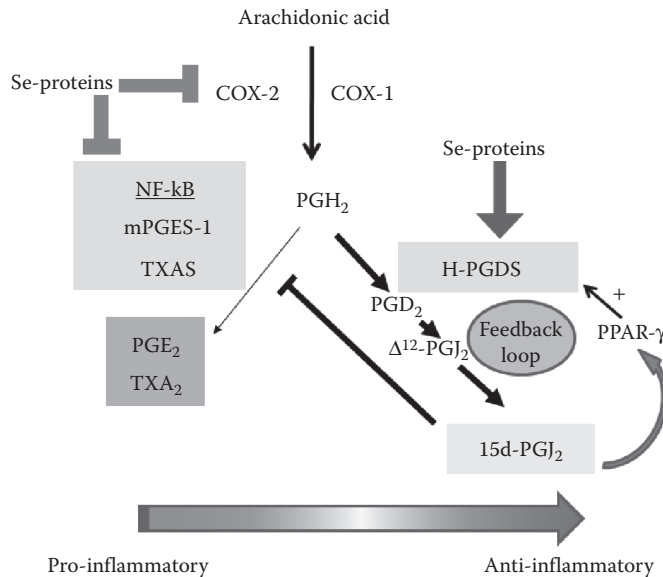 Arachidonic acid
Se-proteins
COX-2
COX-1
Se-proteins
NF-kB
mPGES-1
TXAS
PGH₂
H-PGDS
PGD₂
+
Δ¹²-PGJ₂
Feedback
loop
PPAR-γ
PGE₂
TXA₂
15d-PGJ₂
Pro-inflammatory
Anti-inflammatory